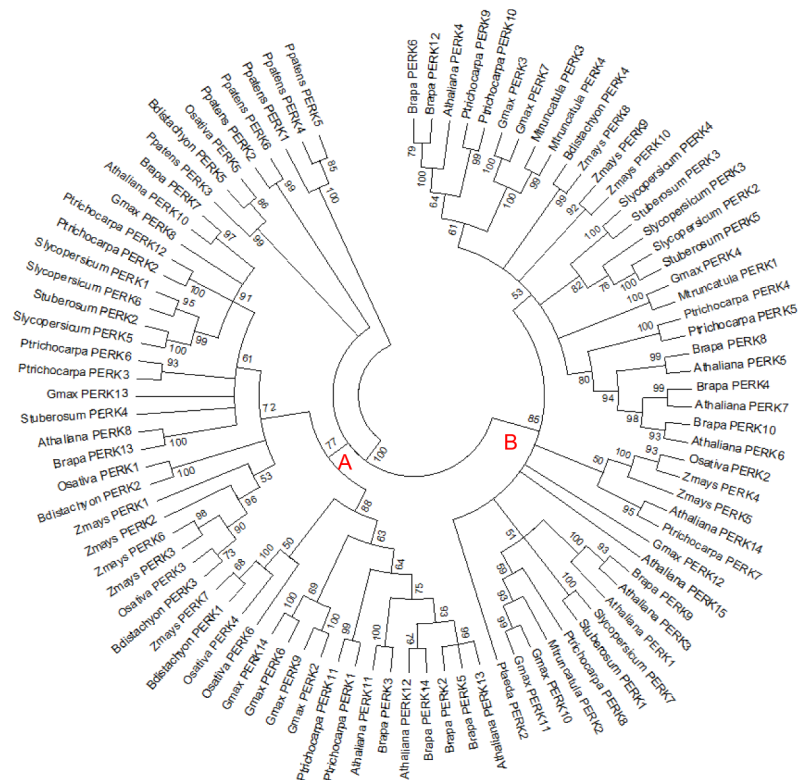 Brapa PERK6
Brapa PERK12
Athaliana PERK4
Ptrichocarpa PERK9
Ptrichocarpa PERK10
Gmax PERK3
Gmax PERK7
Mtruncatula PERK3
Mtruncatula PERK4
Bdistachyon PERK4
Zmays PERK8
Zmays PERK9
Zmays PERK10
Slycopersicum PERK4
Stuberosum PERK3
Slycopersicum PERK3
Slycopersicum PERK2
Stuberosum PERK5
Gmax PERK4
Mtruncatula PERK1
Ptrichocarpa PERK4
Ptrichocarpa PERK5
Brapa PERK8
Athaliana PERK5
Brapa PERK4
Athaliana PERK7
Brapa PERK10
Athaliana PERK6
Osativa PERK2
Zmays PERK4
Zmays PERK5
Athaliana PERK14
Ptrichocarpa PERK7
Gmax PERK12
Athaliana PERK15
Brapa PERK9
Athaliana PERK3
Athaliana PERK1
Slycopersicum PERK7
Stuberosum PERK1
Ptrichocarpa PERK8
Mtruncatula PERK2
Gmax PERK10
Gmax PERK11
Ptaeda PERK2
Athaliana PERK13
Brapa PERK5
Brapa PERK2
Brapa PERK14
Athaliana PERK12
Brapa PERK3
Athaliana PERK11
Ptrichocarpa PERK1
Ptrichocarpa PERK11
Gmax PERK2
Gmax PERK9
Gmax PERK6
Gmax PERK14
Osativa PERK6
Osativa PERK4
Bdistachyon PERK1
Zmays PERK7
Bdistachyon PERK3
Osativa PERK3
Zmays PERK3
Zmays PERK6
Zmays PERK2
Zmays PERK1
Bdistachyon PERK2
Osativa PERK1
Brapa PERK13
Athaliana PERK8
Stuberosum PERK4
Gmax PERK13
Ptrichocarpa PERK3
Ptrichocarpa PERK6
Slycopersicum PERK5
Stuberosum PERK2
Slycopersicum PERK6
Slycopersicum PERK1
Ptrichocarpa PERK2
Ptrichocarpa PERK12
Gmax PERK8
Athaliana PERK10
Brapa PERK7
Ppatens PERK3
Bdistachyon PERK5
Osativa PERK5
Ppatens PERK2
Ppatens PERK6
Ppatens PERK1
Ppatens PERK4
Ppatens PERK5
79
100
64
99
61
100
100
99
99
92
53
100
82
76
100
100
100
80
99
94
99
98
93
85
B
50
100
93
95
51
100
93
100
59
93
99
100
77
A
88
63
64
75
93
99
79
100
99
69
100
100
50
100
68
73
90
98
96
53
100
72
100
93
61
99
100
95
100
91
97
99
86
99
100
85